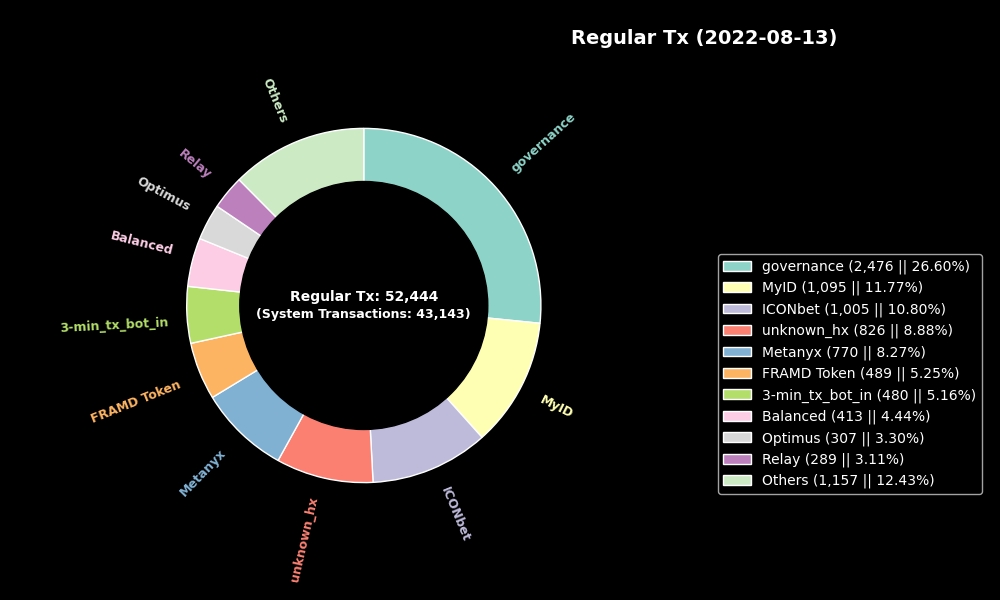 Regular Tx (2022-08-13)
Others
governance
Relay
Optimus
Balanced
3-min_tx_bot_in
FRAMD Token
Metanyx
unknown_hx
ICONbet
MyID
Regular Tx: 52,444
(System Transactions: 43,143)
governance (2,476 || 26.60%)
MyID (1,095 || 11.77%)
ICONbet (1,005 || 10.80%)
unknown_hx (826 || 8.88%)
Metanyx (770 || 8.27%)
FRAMD Token (489 || 5.25%)
3-min_tx_bot_in (480 || 5.16%)
Balanced (413 || 4.44%)
Optimus (307 || 3.30%)
Relay (289 || 3.11%)
Others (1,157 || 12.43%)